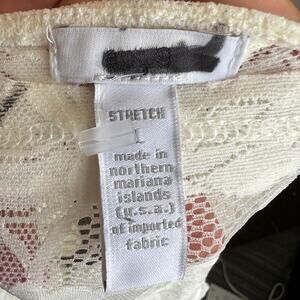 STRETCH
made in
northern
mariana
islands
(u.s.a.)
of imported
fabric